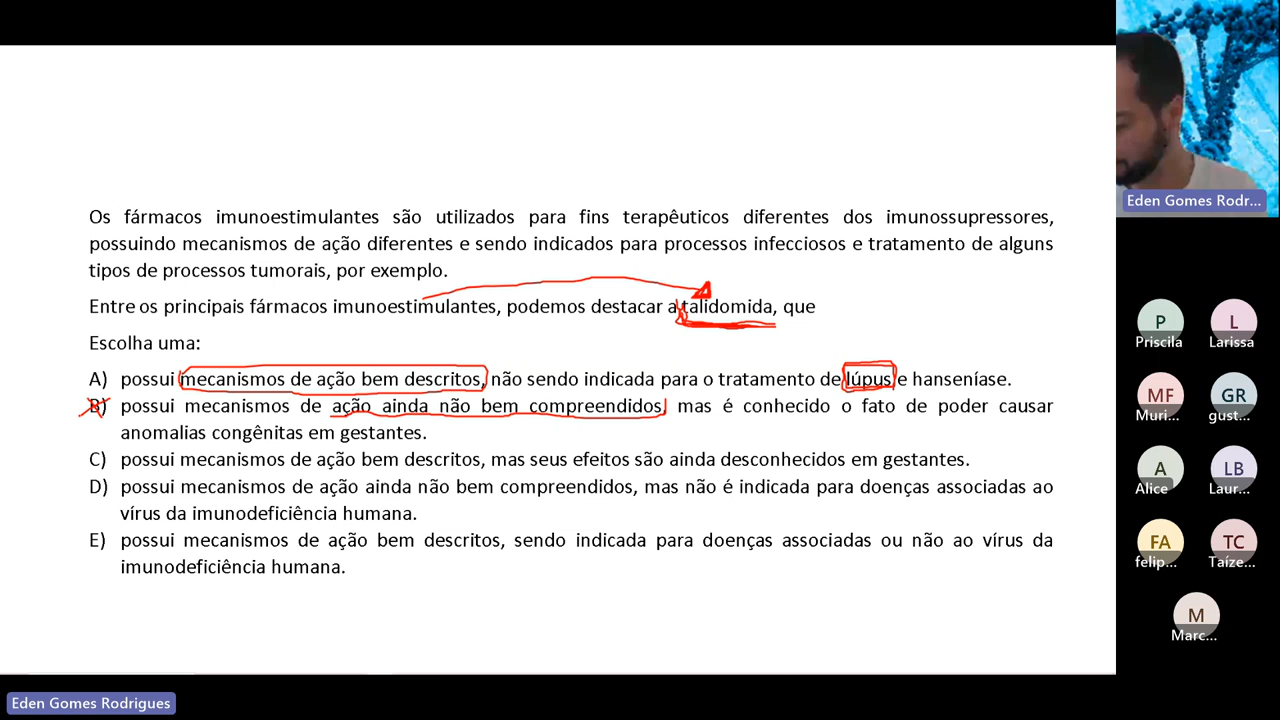 Os fármacos imunoestimulantes são utilizados para fins terapêuticos diferentes dos imunossupressores,
possuindo mecanismos de ação diferentes e sendo indicados para processos infecciosos e tratamento de alguns
tipos de processos tumorais, por exemplo.
Entre os principais fármacos imunoestimulantes, podemos destacar a talidomida, que
Escolha uma:
A) possui mecanismos de ação bem descritos, não sendo indicada para o tratamento de lúpus e hanseníase.
B) possui mecanismos de ação ainda não bem compreendidos, mas é conhecido o fato de poder causar
anomalias congênitas em gestantes.
C) possui mecanismos de ação bem descritos, mas seus efeitos são ainda desconhecidos em gestantes.
D) possui mecanismos de ação ainda não bem compreendidos, mas não é indicada para doenças associadas ao
vírus da imunodeficiência humana.
E) possui mecanismos de ação bem descritos, sendo indicada para doenças associadas ou não ao vírus da
imunodeficiência humana.
Eden Gomes Rodr...
P
Priscila
L
Larissa
MF
Muri...
GR
gust...
A
Alice
LB
Laur...
FA
felip...
TC
Taíze...
M
Marc...
Eden Gomes Rodrigues